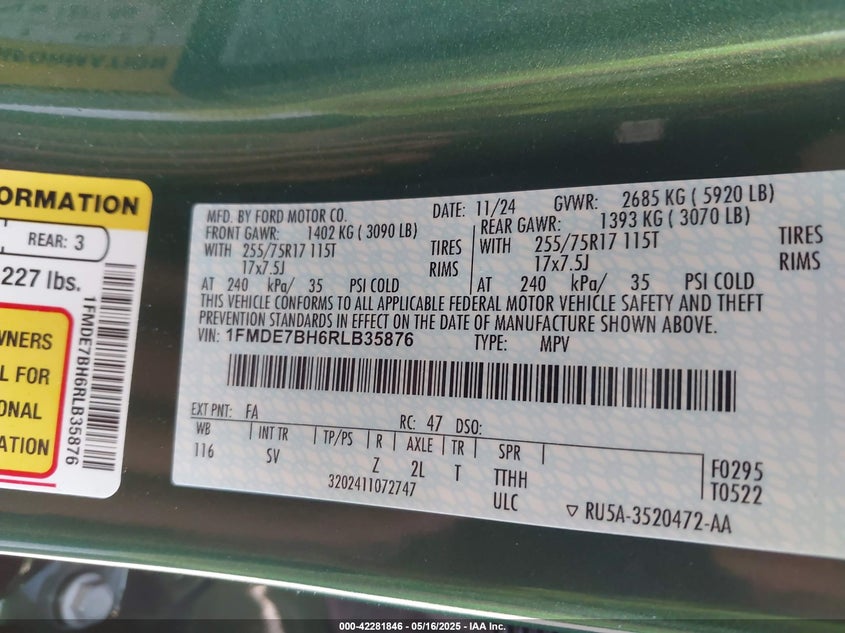 ORMATION
REAR: 3
227 lbs.
WNERS
L FOR
ONAL
ATION
1FMDE7BH6RLB35876
MFD. BY FORD MOTOR CO. DATE: 11/24 GVWR: 2685 KG ( 5920 LB)
FRONT GAWR: 1402 KG ( 3090 LB) REAR GAWR: 1393 KG ( 3070 LB)
WITH 255/75R17 115T TIRES WITH 255/75R17 115T TIRES
17x7.5J RIMS 17x7.5J RIMS
AT 240 kPa/ 35 PSI COLD AT 240 kPa/ 35 PSI COLD
THIS VEHICLE CONFORMS TO ALL APPLICABLE FEDERAL MOTOR VEHICLE SAFETY AND THEFT
PREVENTION STANDARDS IN EFFECT ON THE DATE OF MANUFACTURE SHOWN ABOVE.
VIN: 1FMDE7BH6RLB35876 TYPE: MPV
EXT PNT: FA RC: 47 DSO:
WB INT TR TP/PS R AXLE TR SPR
116 SV Z 2L T TTHH F0295
3202411072747 ULC T0522
RU5A-3520472-AA
000-42281846 - 05/16/2025 - IAA Inc.